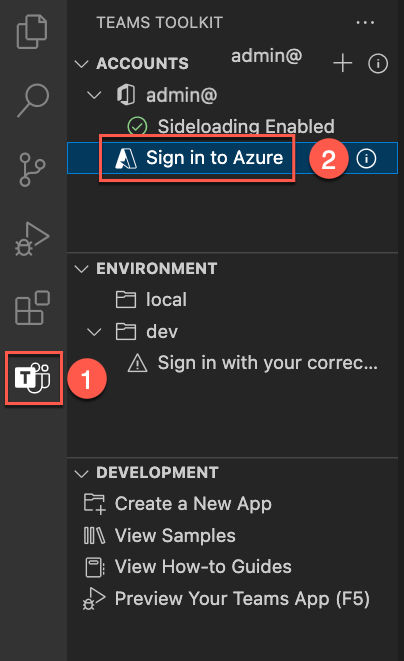 TEAMS TOOLKIT
ACCOUNTS
admin@
admin@
Sideloading Enabled
Sign in to Azure
2
ENVIRONMENT
local
dev
Sign in with your correc...
T
1
DEVELOPMENT
Create a New App
View Samples
View How-to Guides
Preview Your Teams App (F5)